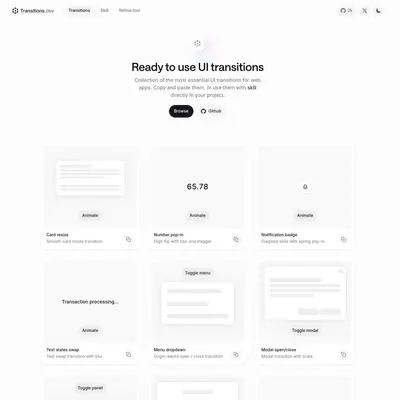 Transitions.dev
Transitions
Skill
Refine tool
Ready to use UI transitions
Collection of the most essential UI transitions for web
apps. Copy and paste them, or use them with skill
directly in your project.
Browse
Github
Animate
Card resize
Smooth card resize transition
65.78
Animate
Number pop-in
Digit flip with blur and stagger
Animate
Notification badge
Diagonal slide with spring pop-in
Transaction processing...
Animate
Text states swap
Text swap transition with blur
Toggle menu
Menu dropdown
Origin-aware open / close transition
Toggle modal
Modal open/close
Modal transition with scale
Toggle panel